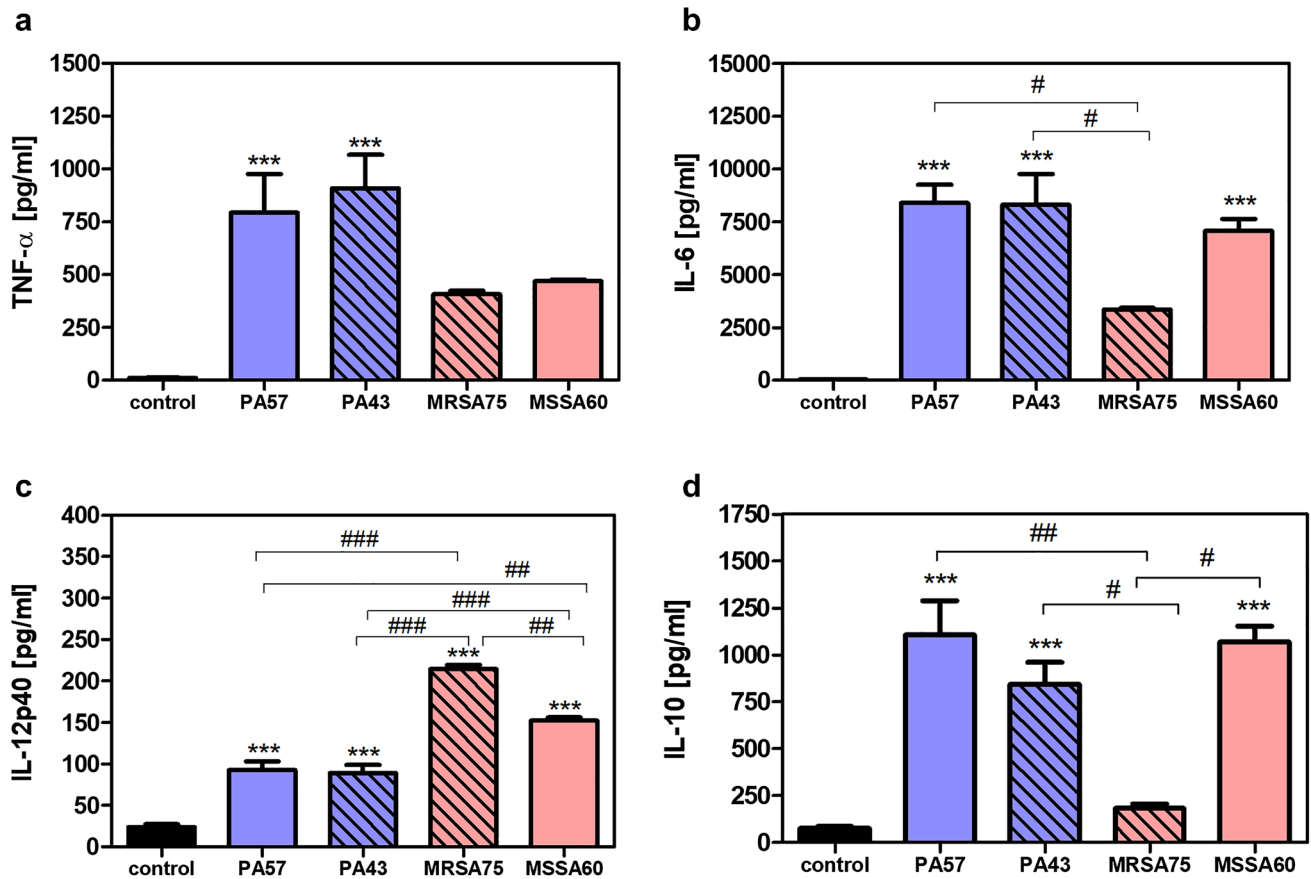 a
TNF-α [pg/ml]
1500
1250
1000
750
500
250
0
*** ***
control PA57 PA43 MRSA75 MSSA60
b
IL-6 [pg/ml]
15000
12500
10000
7500
5000
2500
0
#
#
*** *** ***
control PA57 PA43 MRSA75 MSSA60
c
IL-12p40 [pg/ml]
400
350
300
250
200
150
100
50
0
###
##
###
### ##
*** *** *** ***
control PA57 PA43 MRSA75 MSSA60
d
IL-10 [pg/ml]
1750
1500
1250
1000
750
500
250
0
##
#
#
*** *** ***
control PA57 PA43 MRSA75 MSSA60